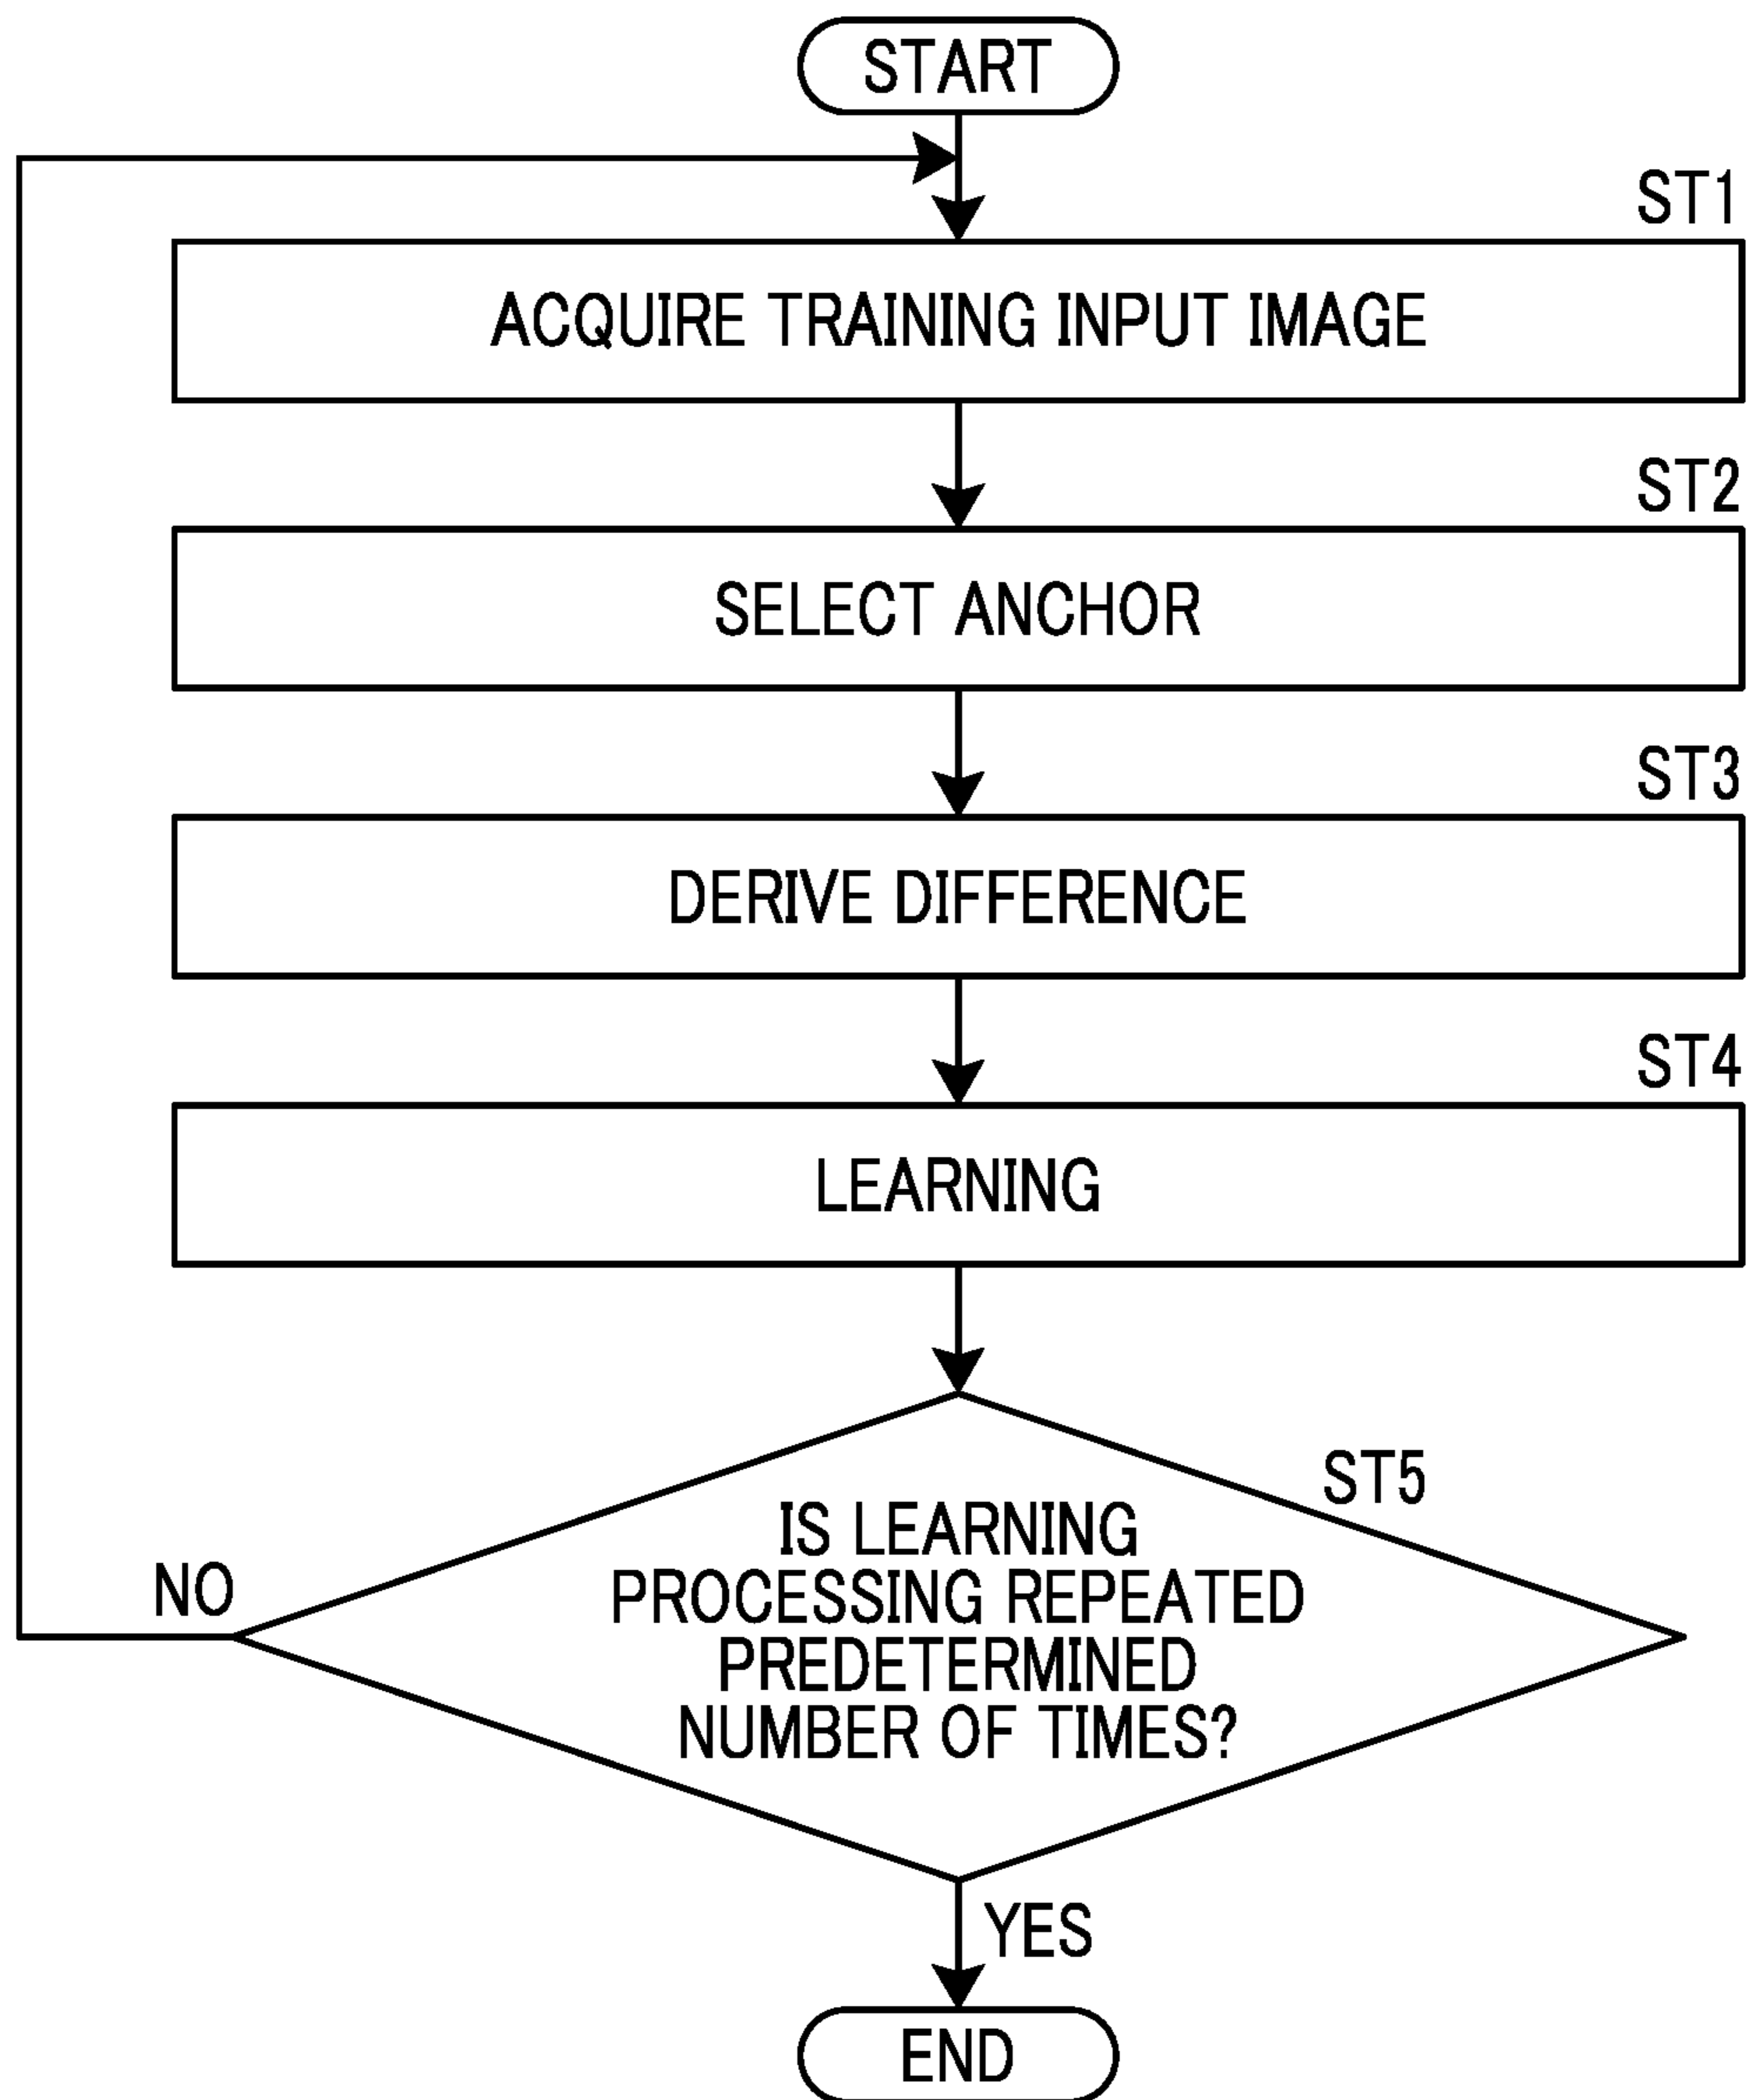 START
ST1
ACQUIRE TRAINING INPUT IMAGE
ST2
SELECT ANCHOR
ST3
DERIVE DIFFERENCE
ST4
LEARNING
ST5
IS LEARNING
PROCESSING REPEATED
PREDETERMINED
NUMBER OF TIMES?
NO
YES
END